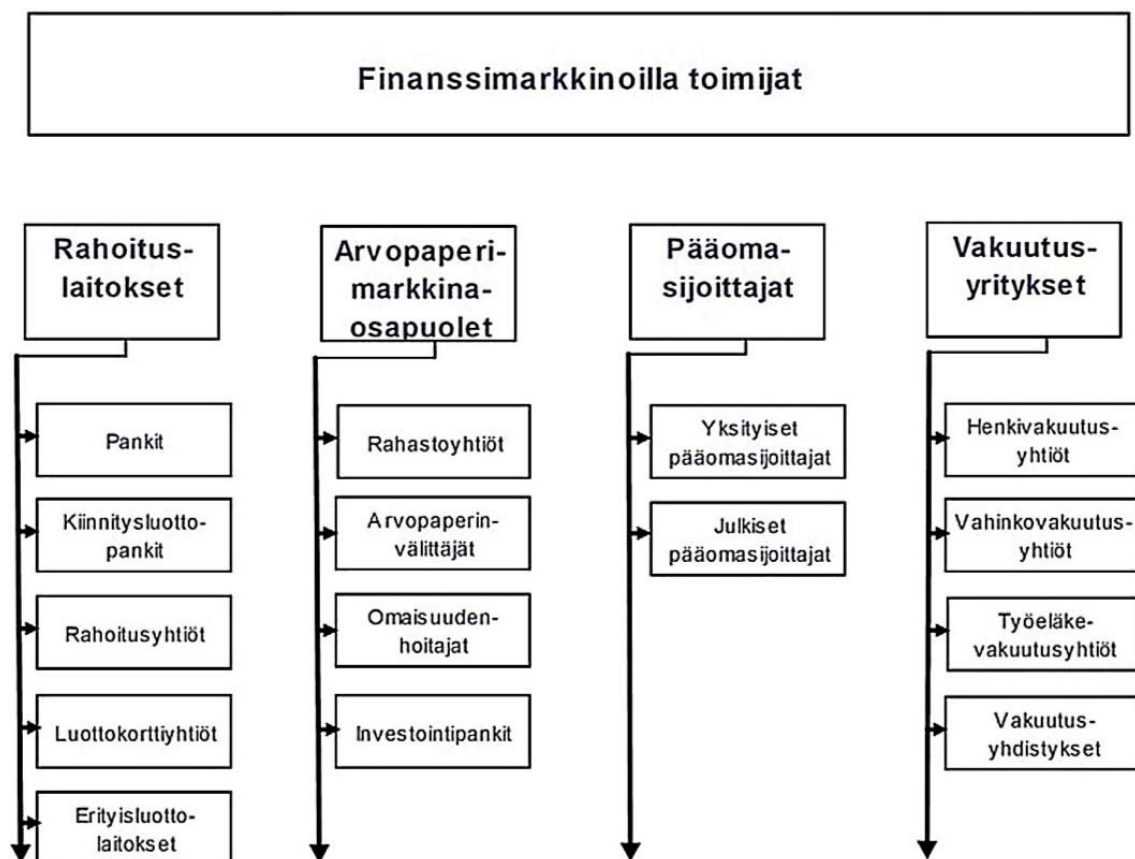 Finanssimarkkinoilla toimijat
Rahoitus-
laitokset
Pankit
Kiinnitysluotto-
pankit
Rahoitusyhtiöt
Luottokorttiyhtiöt
Erityisluotto-
laitokset
Arvopaperi-
markkina-
osapuolet
Rahastoyhtiöt
Arvopaperin-
välittäjät
Omaisuuden-
hoitajat
Investointipankit
Pääoma-
sijoittajat
Yksityiset
pääomasijoittajat
Julkiset
pääomasijoittajat
Vakuutus-
yritykset
Henkivakuutus-
yhtiöt
Vahinkovakuutus-
yhtiöt
Työeläke-
vakuutusyhtiöt
Vakuutus-
yhdistykset